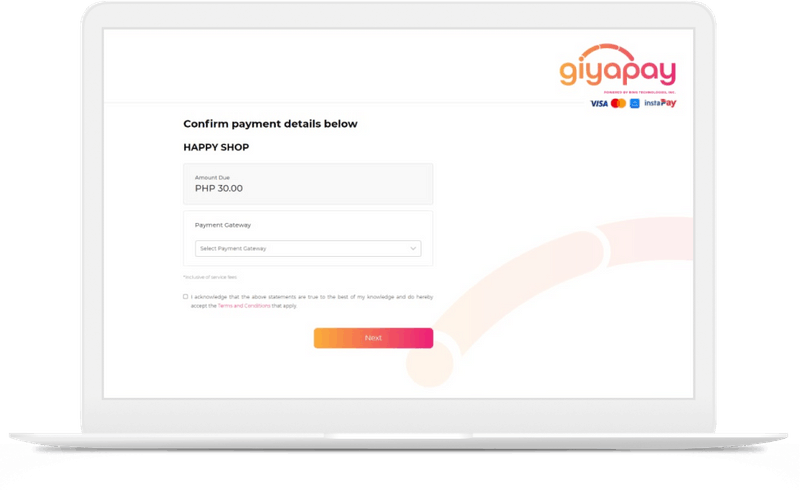 giyapay
POWERED BY
VISA instaPay
Confirm payment details below
HAPPY SHOP
Amount Due
PHP 30.00
Payment Gateway
Select Payment Gateway
*Inclusive of service fees
I acknowledge that the above statements are true to the best of my knowledge and do hereby
accept the Terms and Conditions that apply.
Next